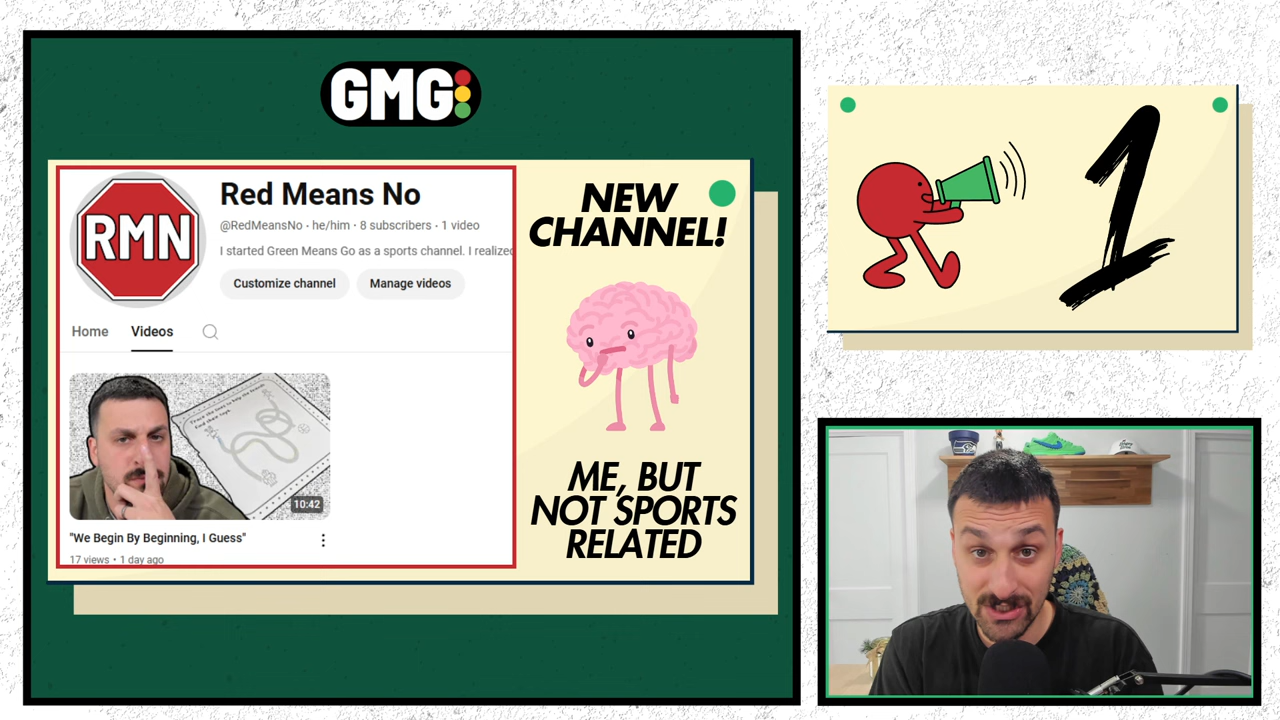 GMG
RMN
Red Means No
@RedMeansNo · he/him · 8 subscribers · 1 video
I started Green Means Go as a sports channel. I realized
Customize channel
Manage videos
Home
Videos
10:42
"We Begin By Beginning, I Guess"
17 views • 1 day ago
NEW
CHANNEL!
ME, BUT
NOT SPORTS
RELATED
1